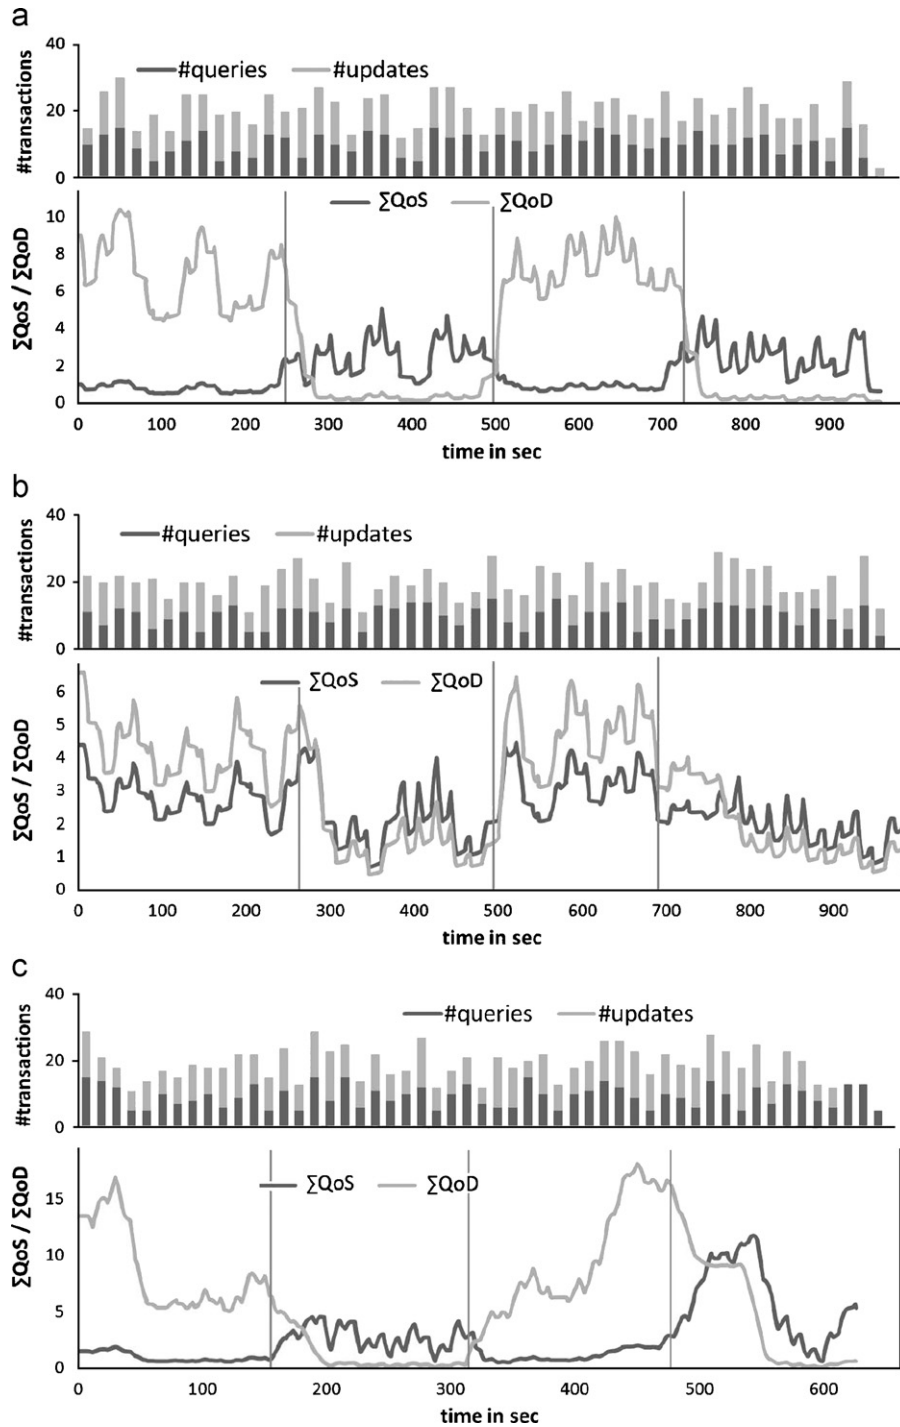 a
#transactions
40
20
0
#queries #updates
∑QoS / ∑QoD
10
8
6
4
2
0
∑QoS ∑QoD
0 100 200 300 400 500 600 700 800 900
time in sec
b
#transactions
40
20
0
#queries #updates
∑QoS / ∑QoD
6
5
4
3
2
1
0
∑QoS ∑QoD
0 100 200 300 400 500 600 700 800 900
time in sec
c
#transactions
40
20
0
#queries #updates
∑QoS / ∑QoD
15
10
5
0
∑QoS ∑QoD
0 100 200 300 400 500 600
time in sec